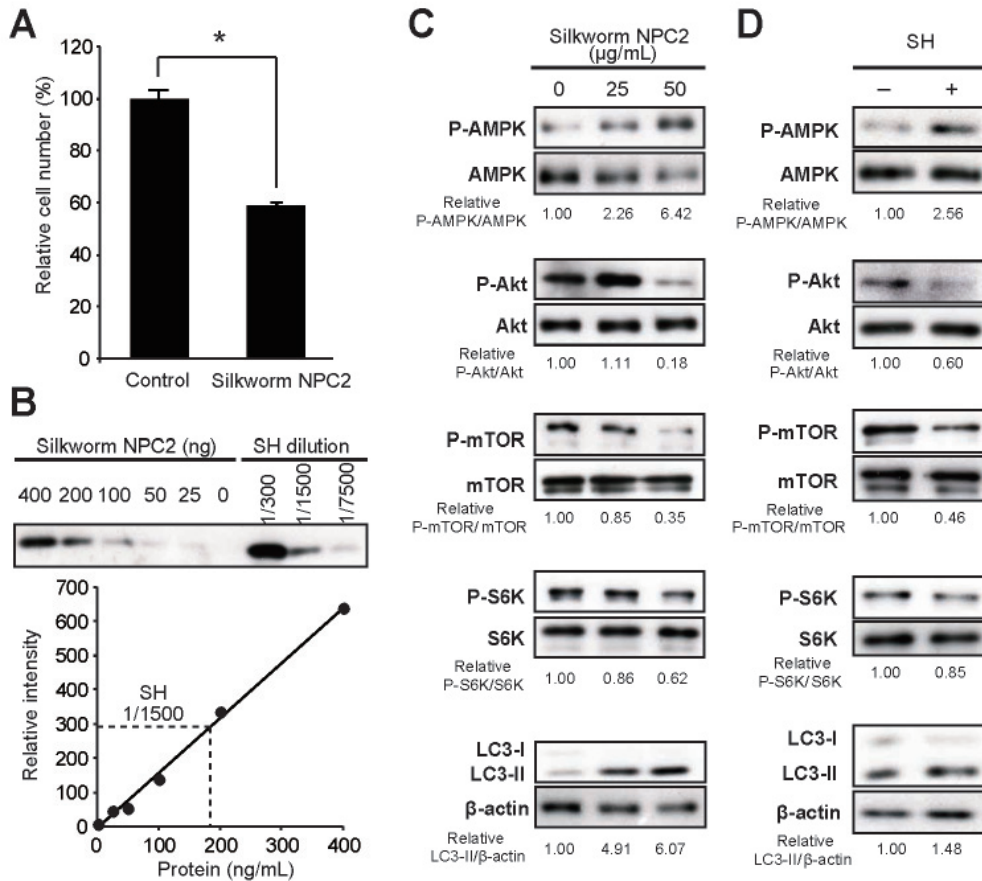 A
120
100
80
60
40
20
0
Relative cell number (%)
*
Control
Silkworm NPC2
B
Silkworm NPC2 (ng)
SH dilution
400 200 100 50 25 0
1/300
1/1500
1/7500
700
600
500
400
300
200
100
0
Relative intensity
SH
1/1500
0 100 200 300 400
Protein (ng/mL)
C
Silkworm NPC2
(µg/mL)
0 25 50
P-AMPK
AMPK
Relative
P-AMPK/AMPK
1.00 2.26 6.42
P-Akt
Akt
Relative
P-Akt/Akt
1.00 1.11 0.18
P-mTOR
mTOR
Relative
P-mTOR/mTOR
1.00 0.85 0.35
P-S6K
S6K
Relative
P-S6K/S6K
1.00 0.86 0.62
LC3-I
LC3-II
β-actin
Relative
LC3-II/β-actin
1.00 4.91 6.07
D
SH
– +
P-AMPK
AMPK
Relative
P-AMPK/AMPK
1.00 2.56
P-Akt
Akt
Relative
P-Akt/Akt
1.00 0.60
P-mTOR
mTOR
Relative
P-mTOR/mTOR
1.00 0.46
P-S6K
S6K
Relative
P-S6K/S6K
1.00 0.85
LC3-I
LC3-II
β-actin
Relative
LC3-II/β-actin
1.00 1.48